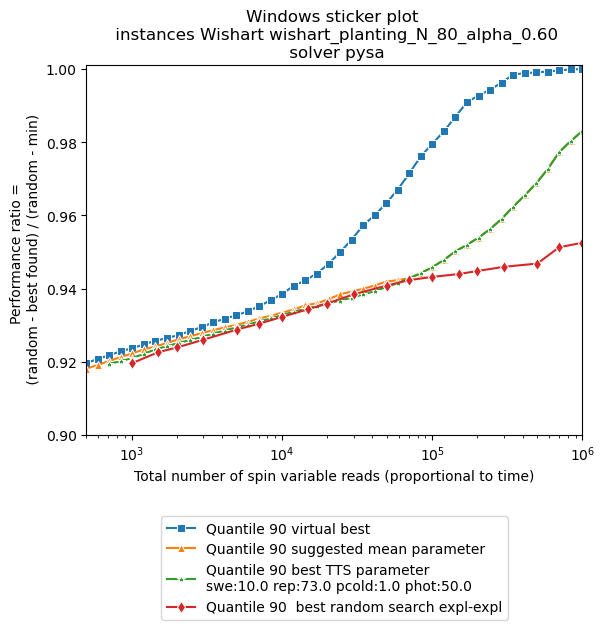 Windows sticker plot
instances Wishart wishart_planting_N_80_alpha_0.60
solver pysa
Performance ratio =
(random - best found) / (random - min)
1.00
0.98
0.96
0.94
0.92
0.90
10³
10⁴
10⁵
10⁶
Total number of spin variable reads (proportional to time)
Quantile 90 virtual best
Quantile 90 suggested mean parameter
Quantile 90 best TTS parameter
swe:10.0 rep:73.0 pcold:1.0 phot:50.0
Quantile 90  best random search expl-expl